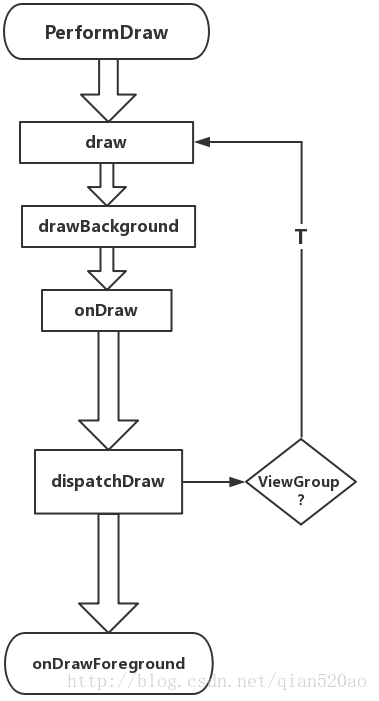 PerformDraw
draw
drawBackground
T
onDraw
dispatchDraw
ViewGroup
?
onDrawForeground
http://blog.csdn.net/qian520ao